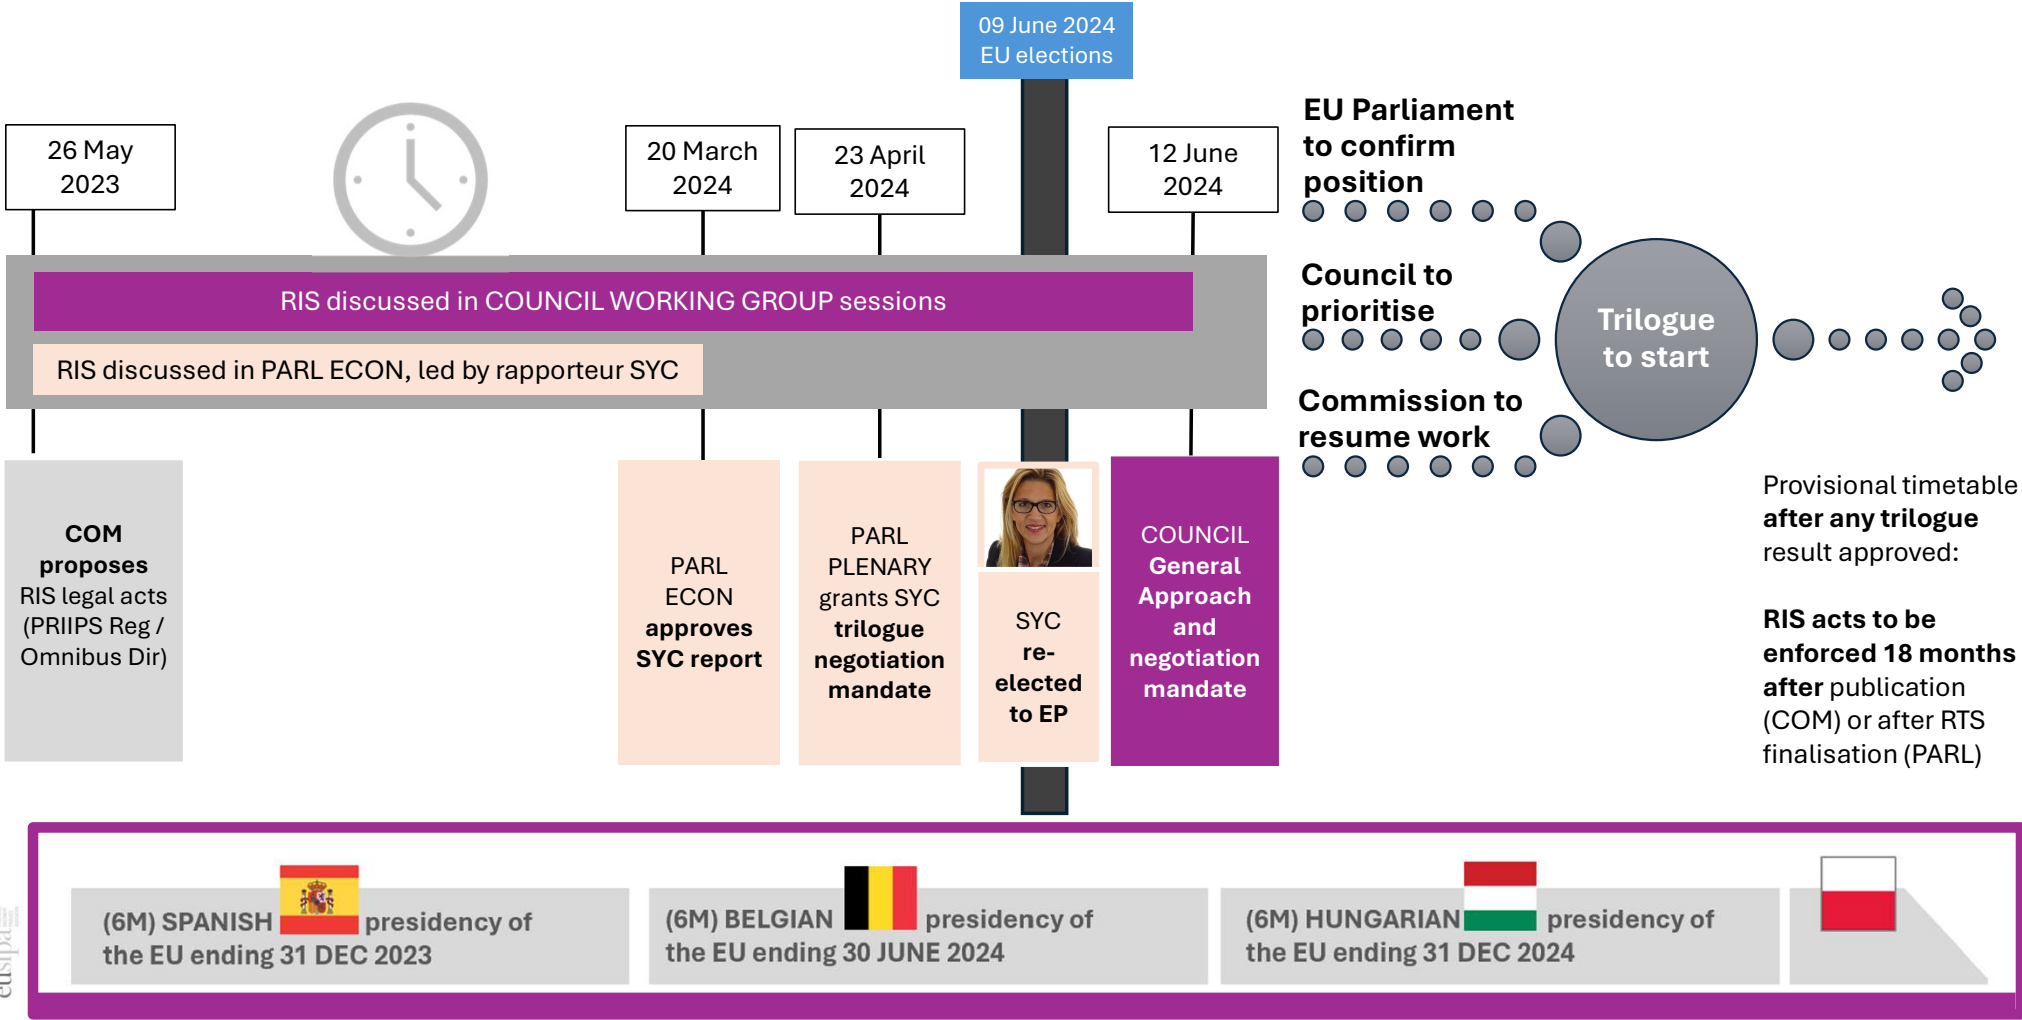 09 June 2024
EU elections
26 May
2023
20 March
2024
23 April
2024
12 June
2024
RIS discussed in COUNCIL WORKING GROUP sessions
RIS discussed in PARL ECON, led by rapporteur SYC
COM
proposes
RIS legal acts
(PRIIPS Reg /
Omnibus Dir)
PARL
ECON
approves
SYC report
PARL
PLENARY
grants SYC
trilogue
negotiation
mandate
SYC
re-
elected
to EP
COUNCIL
General
Approach
and
negotiation
mandate
EU Parliament
to confirm
position
Council to
prioritise
Commission to
resume work
Trilogue
to start
Provisional timetable
after any trilogue
result approved:
RIS acts to be
enforced 18 months
after publication
(COM) or after RTS
finalisation (PARL)
(6M) SPANISH presidency of
the EU ending 31 DEC 2023
(6M) BELGIAN presidency of
the EU ending 30 JUNE 2024
(6M) HUNGARIAN presidency of
the EU ending 31 DEC 2024
eusipa